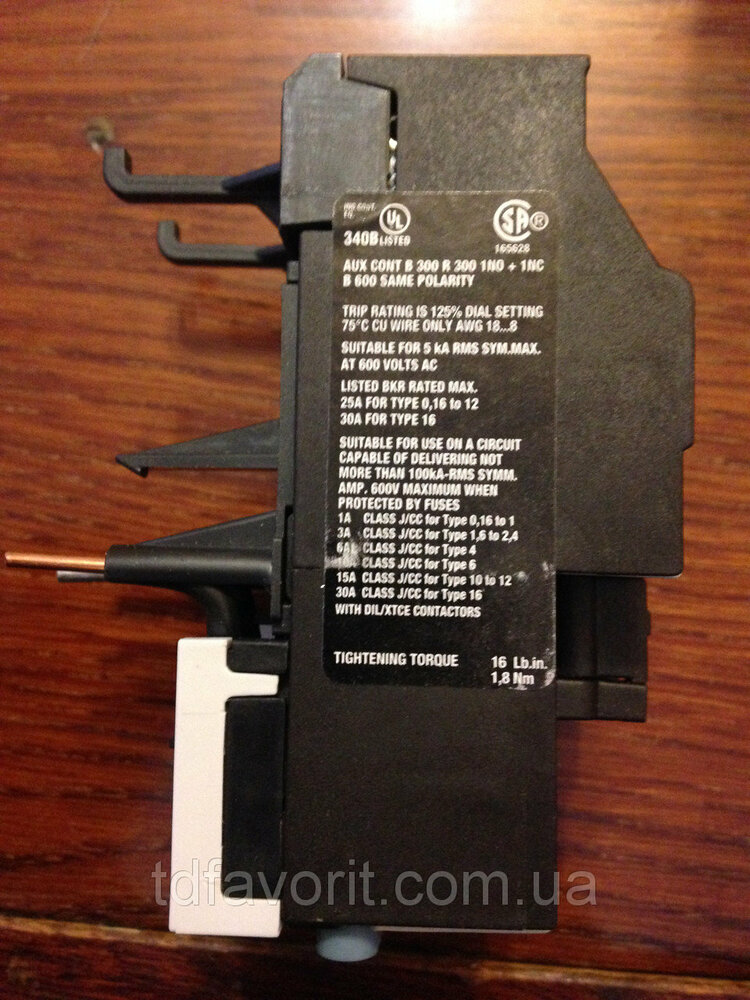 IND.CONT.
EQ.
UL
340B LISTED
SA ®
165628
AUX CONT B 300 R 300 1NO + 1NC
B 600 SAME POLARITY
TRIP RATING IS 125% DIAL SETTING
75°C CU WIRE ONLY AWG 18...8
SUITABLE FOR 5 kA RMS SYM.MAX.
AT 600 VOLTS AC
LISTED BKR RATED MAX.
25A FOR TYPE 0,16 to 12
30A FOR TYPE 16
SUITABLE FOR USE ON A CIRCUIT
CAPABLE OF DELIVERING NOT
MORE THAN 100kA-RMS SYMM.
AMP. 600V MAXIMUM WHEN
PROTECTED BY FUSES
1A CLASS J/CC for Type 0,16 to 1
3A CLASS J/CC for Type 1,6 to 2,4
6A CLASS J/CC for Type 4
CLASS J/CC for Type 6
15A CLASS J/CC for Type 10 to 12
30A CLASS J/CC for Type 16
WITH DIL/XTCE CONTACTORS
TIGHTENING TORQUE 16 Lb.in.
1,8 Nm
tdfavorit.com.ua